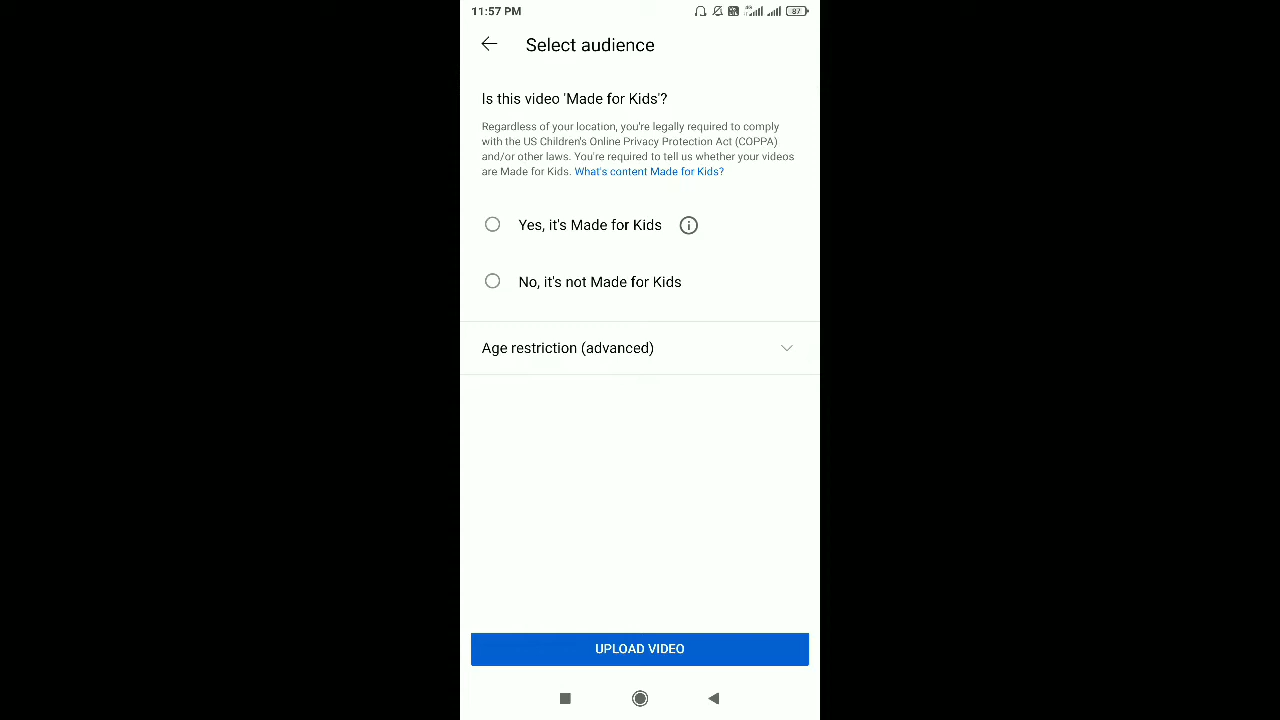 11:57 PM
87
Select audience
Is this video 'Made for Kids'?
Regardless of your location, you're legally required to comply
with the US Children's Online Privacy Protection Act (COPPA)
and/or other laws. You're required to tell us whether your videos
are Made for Kids. What's content Made for Kids?
Yes, it's Made for Kids
No, it's not Made for Kids
Age restriction (advanced)
UPLOAD VIDEO